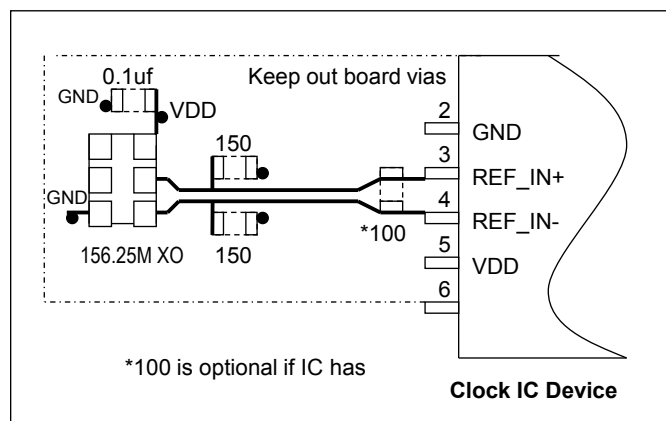 0.1uf
Keep out board vias
GND
VDD
2
GND
150
3
REF_IN+
GND
4
REF_IN-
156.25M XO
150
*100
5
VDD
6
*100 is optional if IC has
Clock IC Device